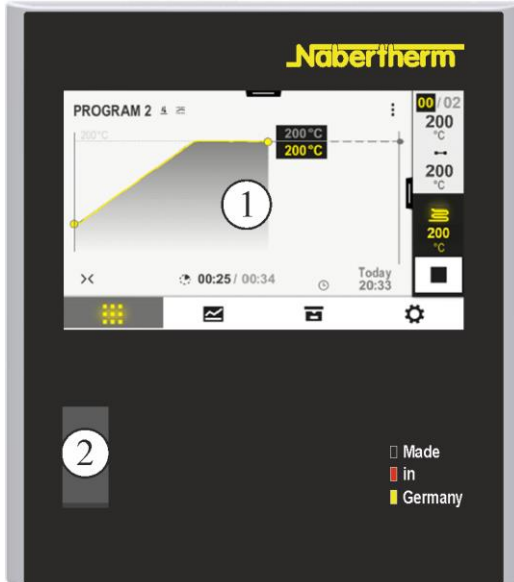 Nabertherm
PROGRAM 2
00/02
200
°C
200
°C
200°C
200°C
200°C
1
200
°C
00:25 / 00:34
Today
20:33
2
Made
in
Germany